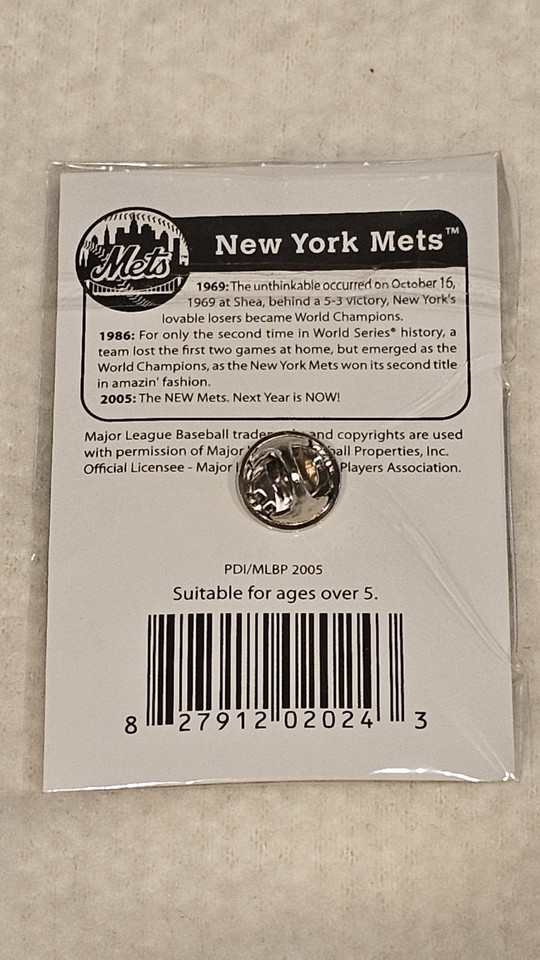 Mets
New York Mets™
1969: The unthinkable occurred on October 16,
1969 at Shea, behind a 5-3 victory, New York's
lovable losers became World Champions.
1986: For only the second time in World Series® history, a
team lost the first two games at home, but emerged as the
World Champions, as the New York Mets won its second title
in amazin' fashion.
2005: The NEW Mets. Next Year is NOW!
Major League Baseball and copyrights are used
with permission of Major Properties, Inc.
Official Licensee - Major Players Association.
PDI/MLBP 2005
Suitable for ages over 5.
8 27912 02024 3